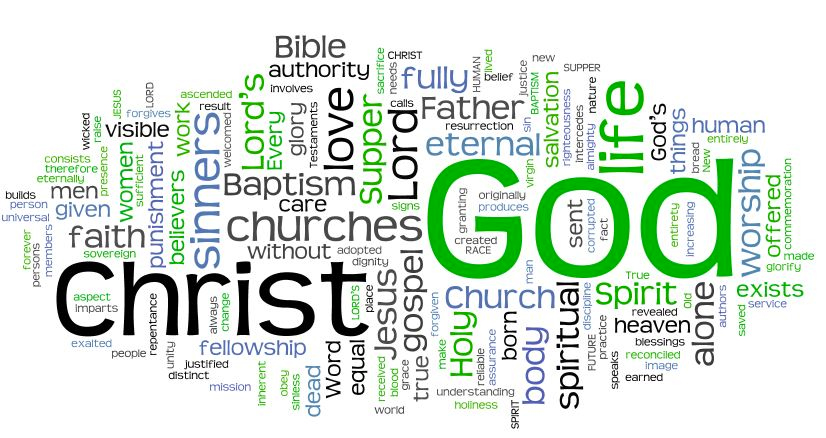 Bible
authority
CHRIST
sacrifice
needs
fully
HUMAN
lived
belief
justice
new
SUPPER
BAPTISM
ascended
involves
LORD
JESUS
forgives
result
Lord's
Every
glory
Testaments
love
Supper
calls
Lord
Father
resurrection
sin
salvation
righteousness
intercedes
almighty
nature
life
God's
things
human
entirely
bread
New
wicked
raise
visible
work
welcomed
sinners
women
punishment
believers
consists
therefore
eternally
presence
sufficient
men
given
builds
person
universal
members
forever
persons
faith
sovereign
Baptism
care
signs
churches
without
adopted
dignity
eternal
virgin
God
granting
originally
produces
created
RACE
sent
corrupted
fact
entirety
increasing
worship
offered
commemoration
made
glorify
Christ
aspect
imparts
always
change
LORD'S
place
Jesus
gospel
Church
man
True
Spirit
Old
exists
service
saved
authors
alone
revealed
heaven
blessings
reconciled
image
earned
speaks
practice
FUTURE
discipline
spiritual
body
born
SPIRIT
assurance
reliable
Holy
forgiven
make
understanding
holiness
true
grace
blood
received
world
equal
Word
dead
sinless
obey
inherent
fellowship
justified
distinct
mission
unity
repentance
people
exalted